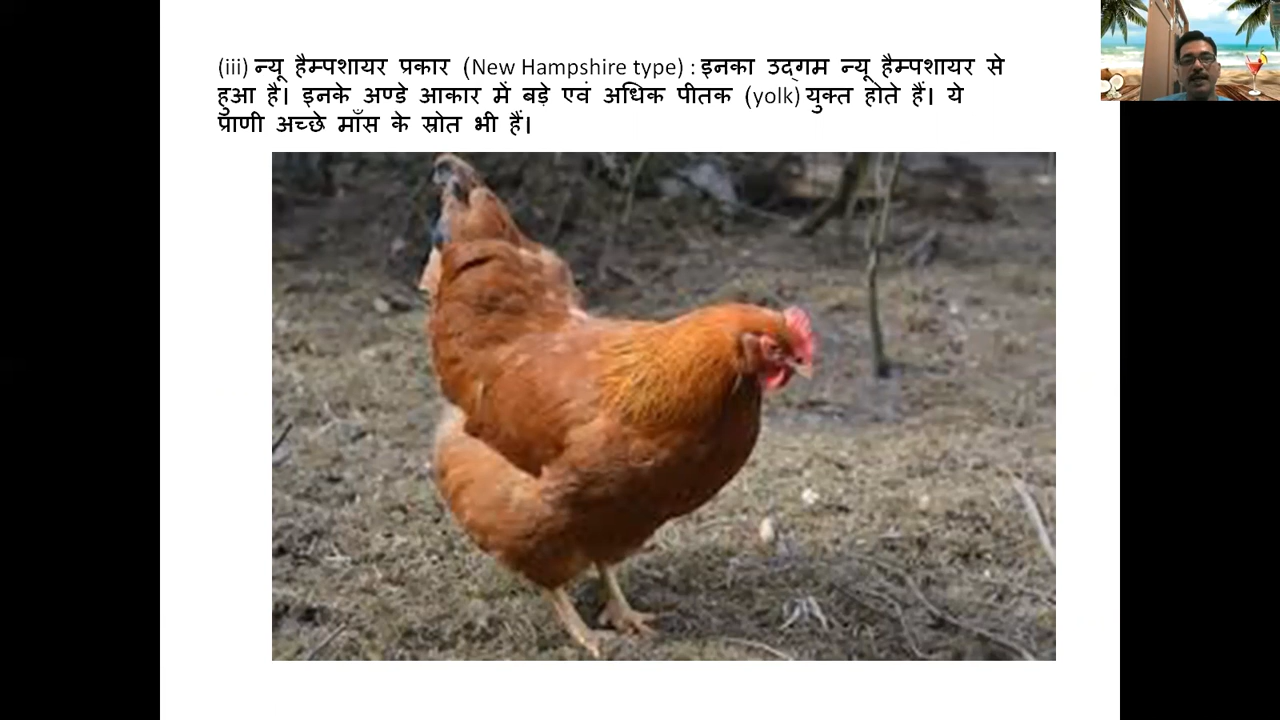 (iii) न्यू हैम्पशायर प्रकार (New Hampshire type) : इनका उद्गम न्यू हैम्पशायर से
हुआ है। इनके अण्डे आकार में बड़े एवं अधिक पीतक (yolk) युक्त होते हैं। ये
प्राणी अच्छे माँस के स्रोत भी हैं।